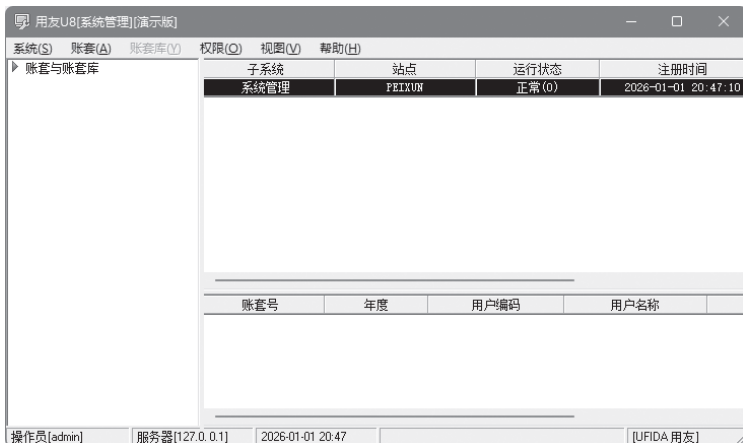 用友U8[系统管理][演示版]
系统(S) 账套(A) 账套库(Y) 权限(O) 视图(V) 帮助(H)
账套与账套库
子系统 站点 运行状态 注册时间
系统管理 PEIXUN 正常(0) 2026-01-01 20:47:10
账套号 年度 用户编码 用户名称
操作员[admin] 服务器[127.0.0.1] 2026-01-01 20:47 [UFIDA 用友]